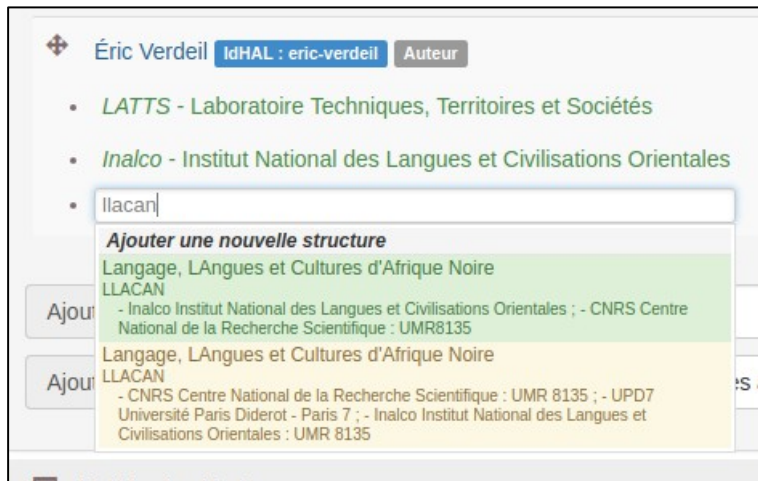 Éric Verdeil IdHAL : eric-verdeil Auteur
LATTS - Laboratoire Techniques, Territoires et Sociétés
Inalco - Institut National des Langues et Civilisations Orientales
llacan
Ajouter une nouvelle structure
Langage, LAngues et Cultures d'Afrique Noire
LLACAN
- Inalco Institut National des Langues et Civilisations Orientales ; - CNRS Centre
National de la Recherche Scientifique : UMR8135
Langage, LAngues et Cultures d'Afrique Noire
LLACAN
- CNRS Centre National de la Recherche Scientifique : UMR 8135 ; - UPD7
Université Paris Diderot - Paris 7 ; - Inalco Institut National des Langues et
Civilisations Orientales : UMR 8135